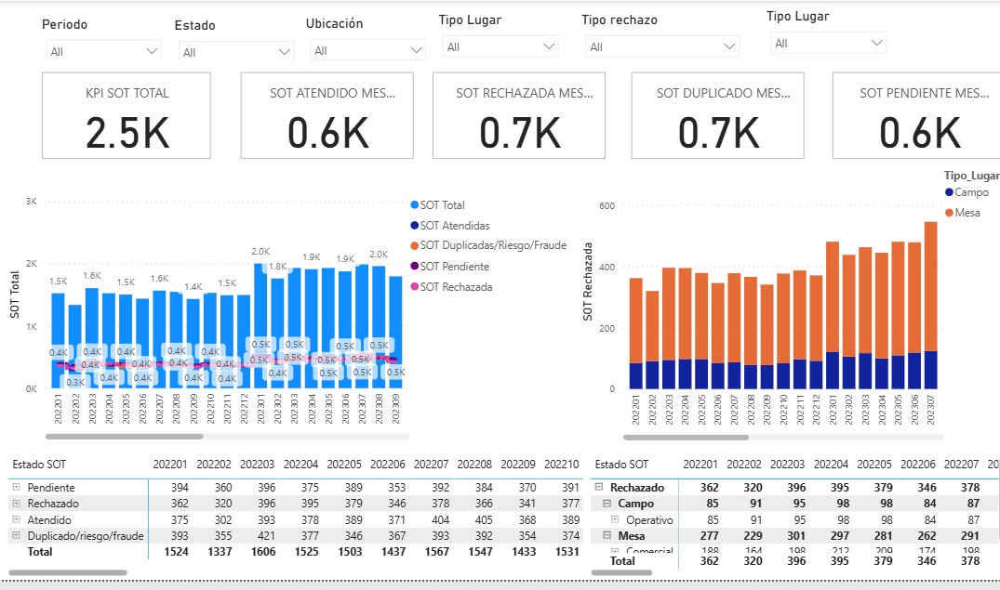 Periodo
Estado
Ubicación
Tipo Lugar
Tipo rechazo
Tipo Lugar
All
All
All
All
All
All
KPI SOT TOTAL
2.5K
SOT ATENDIDO MES...
0.6K
SOT RECHAZADA MES...
0.7K
SOT DUPLICADO MES...
0.7K
SOT PENDIENTE MES...
0.6K
SOT Total
3K
2K
1K
0K
1.5K 1.6K 1.5K 1.6K 1.4K 1.5K 2.0K 1.8K 1.9K 1.9K 2.0K
0.4K 0.4K 0.4K 0.4K 0.4K 0.5K 0.5K 0.5K 0.5K
0.4K 0.4K 0.4K 0.4K 0.5K 0.5K 0.5K 0.5K
0.3K 0.4K 0.4K 0.4K 0.4K 0.4K 0.5K 0.5K 0.5K
202201 202202 202203 202204 202205 202206 202207 202208 202209 202210 202211 202212 202301 202302 202303 202304 202305 202306 202307 202308 202309
SOT Total
SOT Atendidas
SOT Duplicadas/Riesgo/Fraude
SOT Pendiente
SOT Rechazada
Tipo_Lugar
Campo
Mesa
SOT Rechazada
600
400
200
0
202201 202202 202203 202204 202205 202206 202207 202208 202209 202210 202211 202212 202301 202302 202303 202304 202305 202306 202307
Estado SOT 202201 202202 202203 202204 202205 202206 202207 202208 202209 202210
Pendiente 394 360 396 375 389 353 392 384 370 391
Rechazado 362 320 396 395 379 346 378 366 341 377
Atendido 375 302 393 378 389 371 404 405 368 389
Duplicado/riesgo/fraude 393 355 421 377 346 367 393 392 354 374
Total 1524 1337 1606 1525 1503 1437 1567 1547 1433 1531
Estado SOT 202201 202202 202203 202204 202205 202206 202207 20
Rechazado 362 320 396 395 379 346 378
Campo 85 91 95 98 98 84 87
Operativo 85 91 95 98 98 84 87
Mesa 277 229 301 297 281 262 291
Comercial 188 164 198 212 209 174 198
Total 362 320 396 395 379 346 378